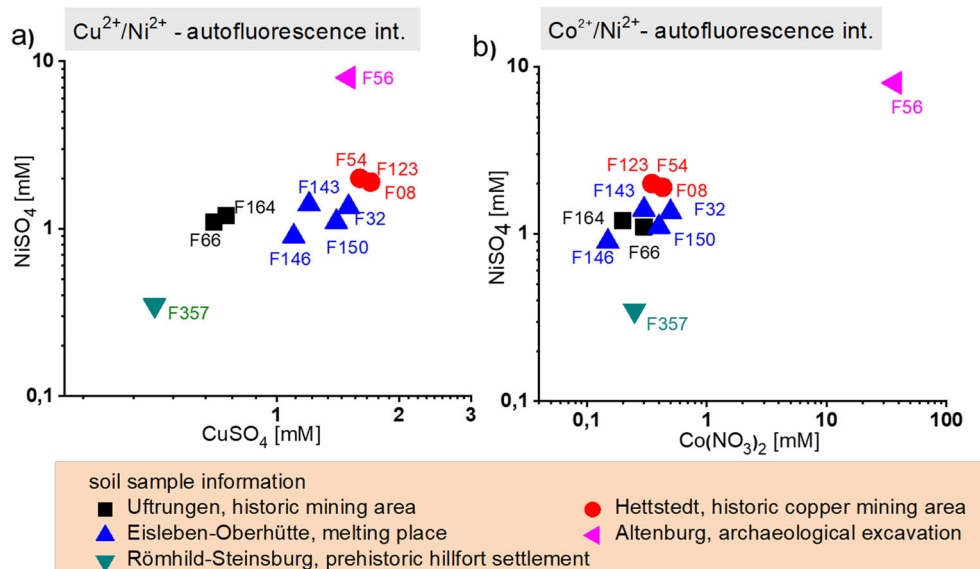 a) Cu²⁺/Ni²⁺ - autofluorescence int.
10
1
0,1
NiSO₄ [mM]
F56
F54
F123
F08
F143
F32
F164
F66
F150
F146
F357
1
2
3
CuSO₄ [mM]
b) Co²⁺/Ni²⁺- autofluorescence int.
10
1
0,1
NiSO₄ [mM]
F56
F123
F54
F143
F08
F164
F32
F66
F150
F146
F357
0,1
1
10
100
Co(NO₃)₂ [mM]
soil sample information
Uftrungen, historic mining area
Hettstedt, historic copper mining area
Eisleben-Oberhütte, melting place
Altenburg, archaeological excavation
Römhild-Steinsburg, prehistoric hillfort settlement